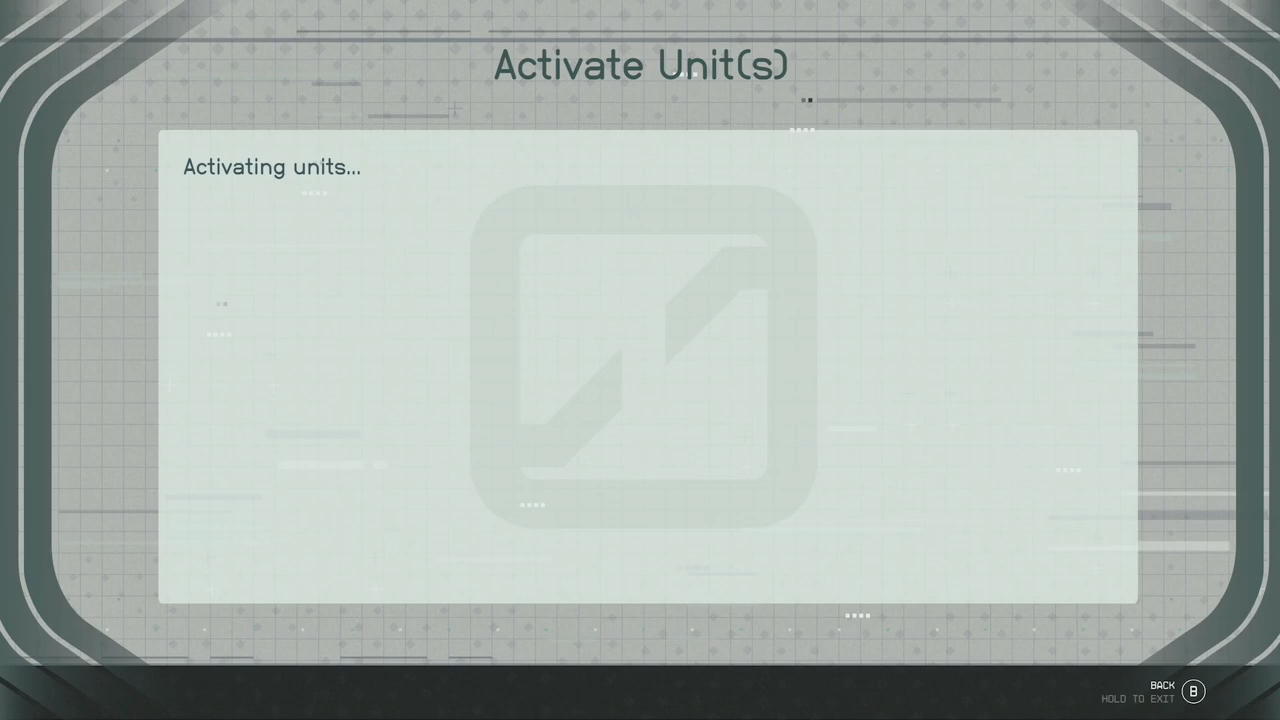 Activate Unit(s)
Activating units...
BACK
HOLD TO EXIT
B